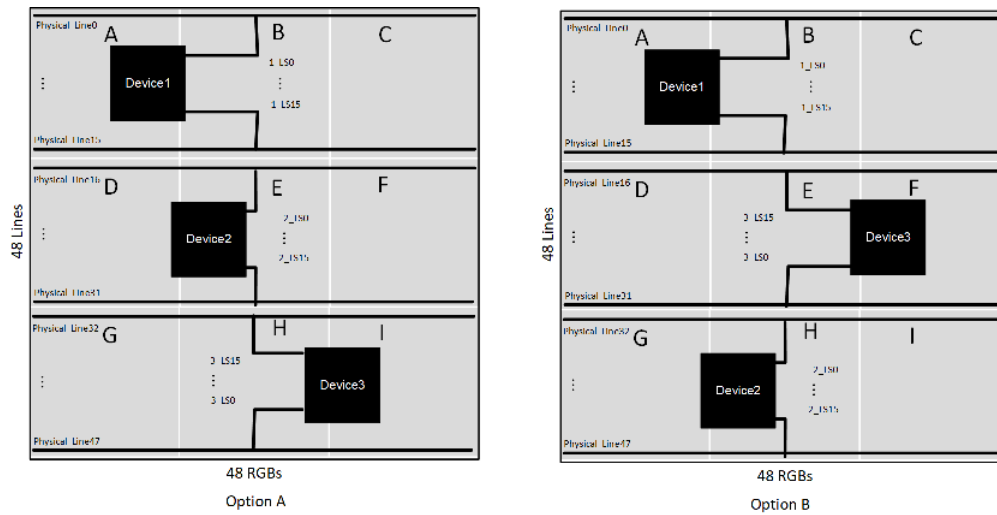 Physical Line0
A
B
C
Device1
1_LS0
⋮
⋮
1_LS15
Physical Line15
Physical Line16
D
E
F
Device2
2_LS0
⋮
⋮
2_LS15
Physical Line31
Physical Line32
G
H
I
3_LS15
Device3
⋮
⋮
3_LS0
Physical Line47
48 Lines
48 RGBs
Option A
Physical Line0
A
B
C
Device1
1_LS0
⋮
⋮
1_LS15
Physical Line15
Physical Line16
D
E
F
3_LS15
Device3
⋮
⋮
3_LS0
Physical Line31
Physical Line32
G
H
I
2_LS0
Device2
⋮
⋮
2_LS15
Physical Line47
48 Lines
48 RGBs
Option B